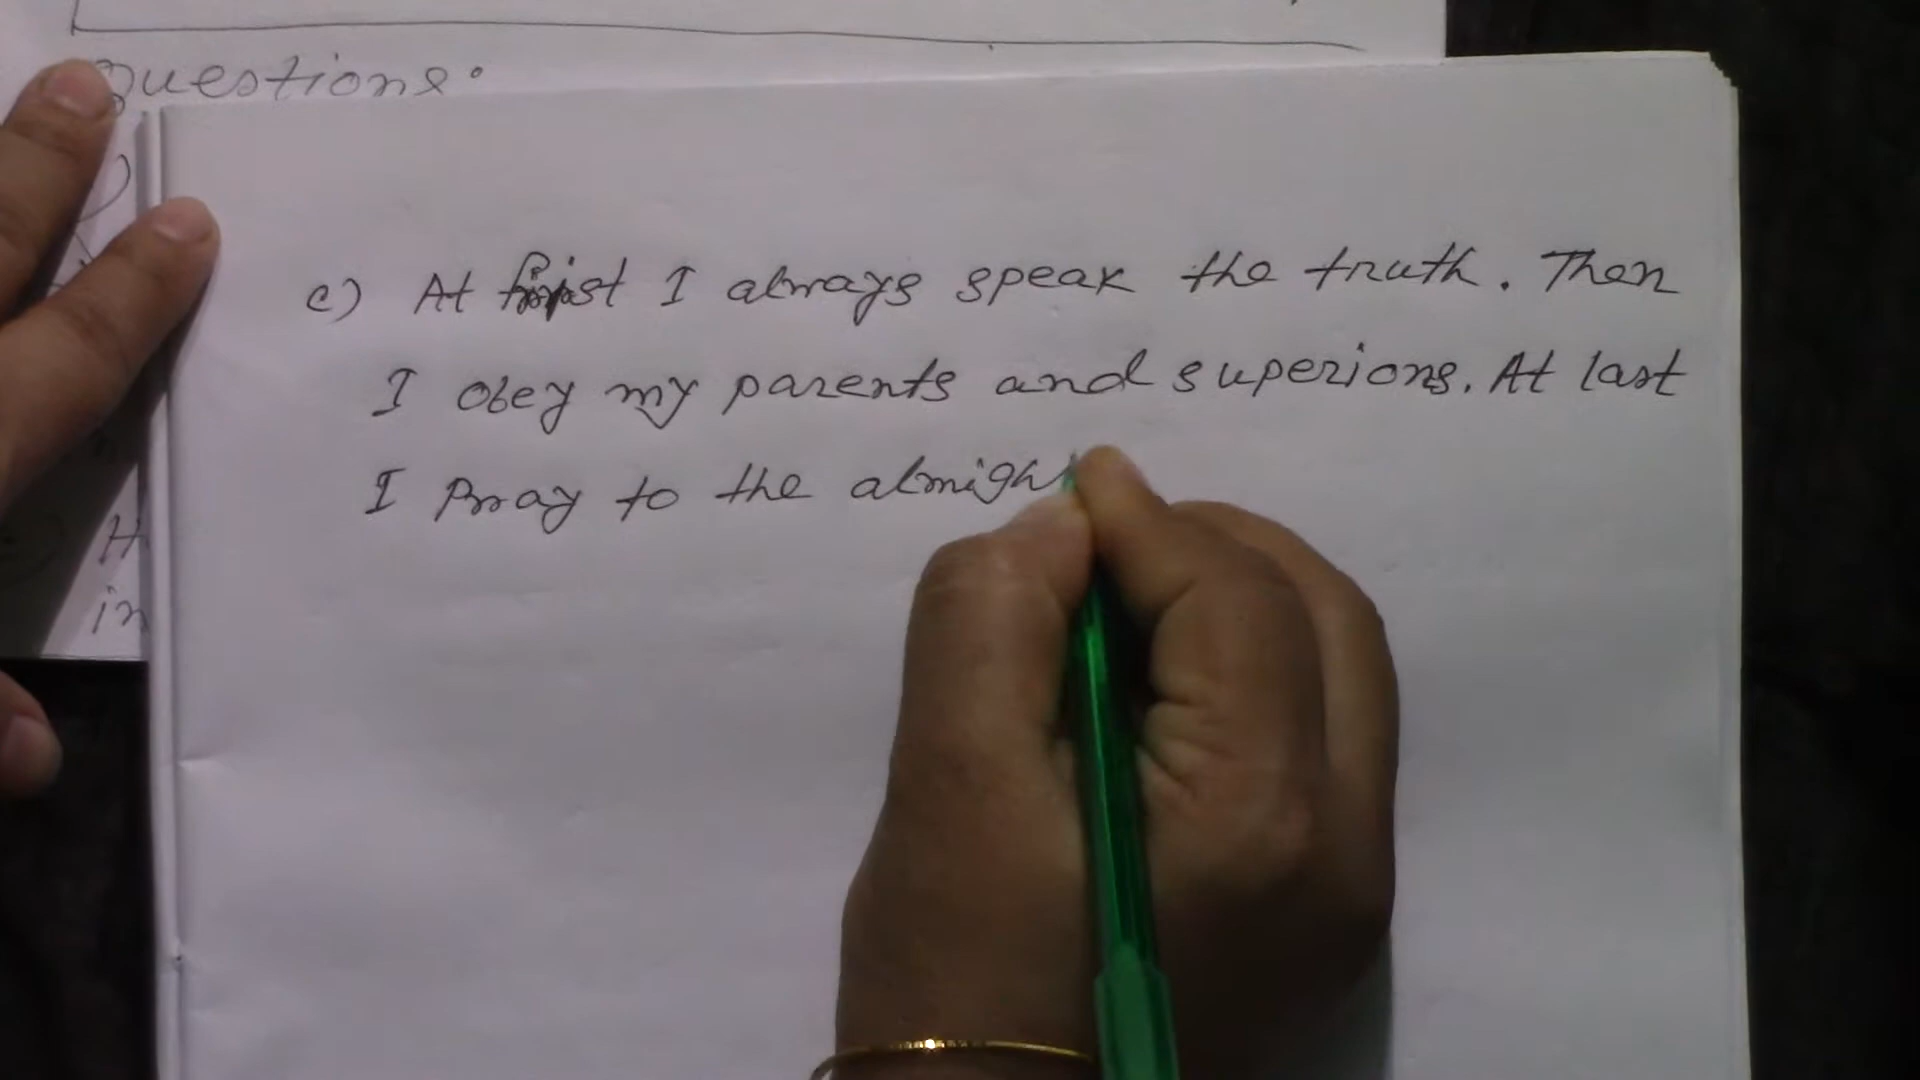 Questions:
c) At first I always speak the truth. Then
I obey my parents and superiors. At last
I Pray to the almigh
H
in